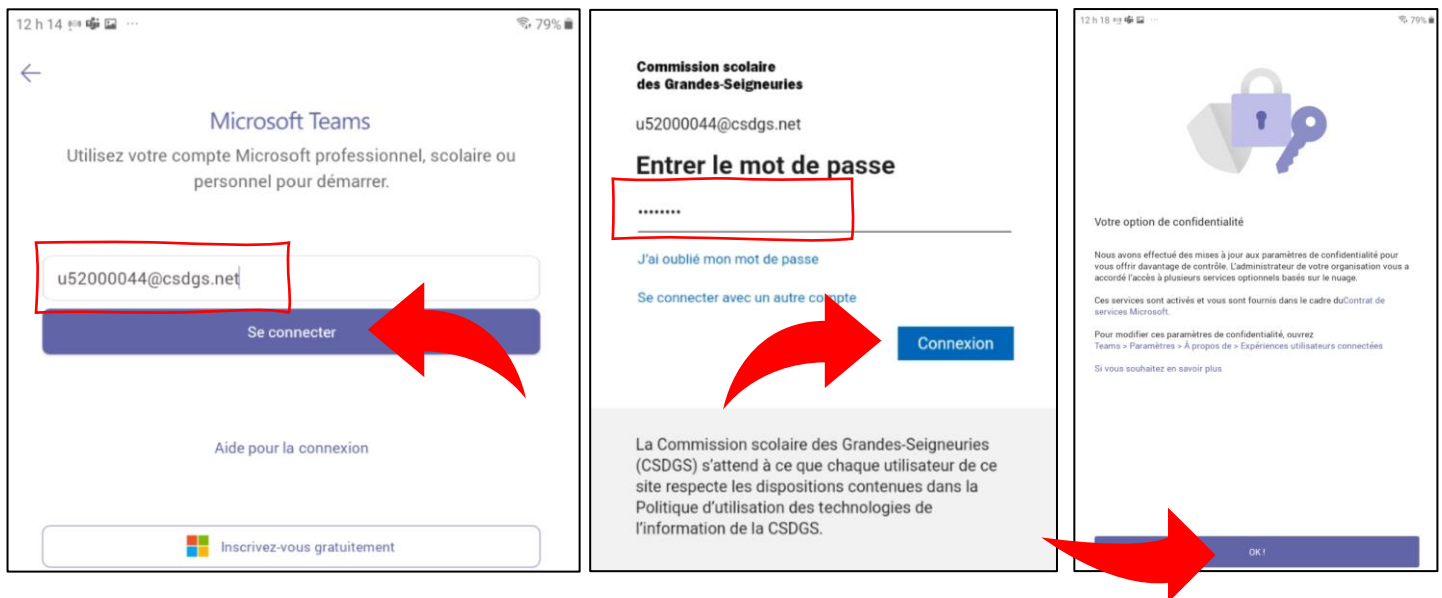 12 h 14 ··· 79%
Microsoft Teams
Utilisez votre compte Microsoft professionnel, scolaire ou
personnel pour démarrer.
u52000044@csdgs.net
Se connecter
Aide pour la connexion
Inscrivez-vous gratuitement
Commission scolaire
des Grandes-Seigneuries
u52000044@csdgs.net
Entrer le mot de passe
••••••••
J'ai oublié mon mot de passe
Se connecter avec un autre compte
Connexion
La Commission scolaire des Grandes-Seigneuries
(CSDGS) s'attend à ce que chaque utilisateur de ce
site respecte les dispositions contenues dans la
Politique d'utilisation des technologies de
l'information de la CSDGS.
12 h 18 ··· 79%
Votre option de confidentialité
Nous avons effectué des mises à jour aux paramètres de confidentialité pour
vous offrir davantage de contrôle. L'administrateur de votre organisation vous a
accordé l'accès à plusieurs services optionnels basés sur le nuage.
Ces services sont activés et vous sont fournis dans le cadre duContrat de
services Microsoft.
Pour modifier ces paramètres de confidentialité, ouvrez
Teams > Paramètres > À propos de > Expériences utilisateurs connectées
Si vous souhaitez en savoir plus
OK !